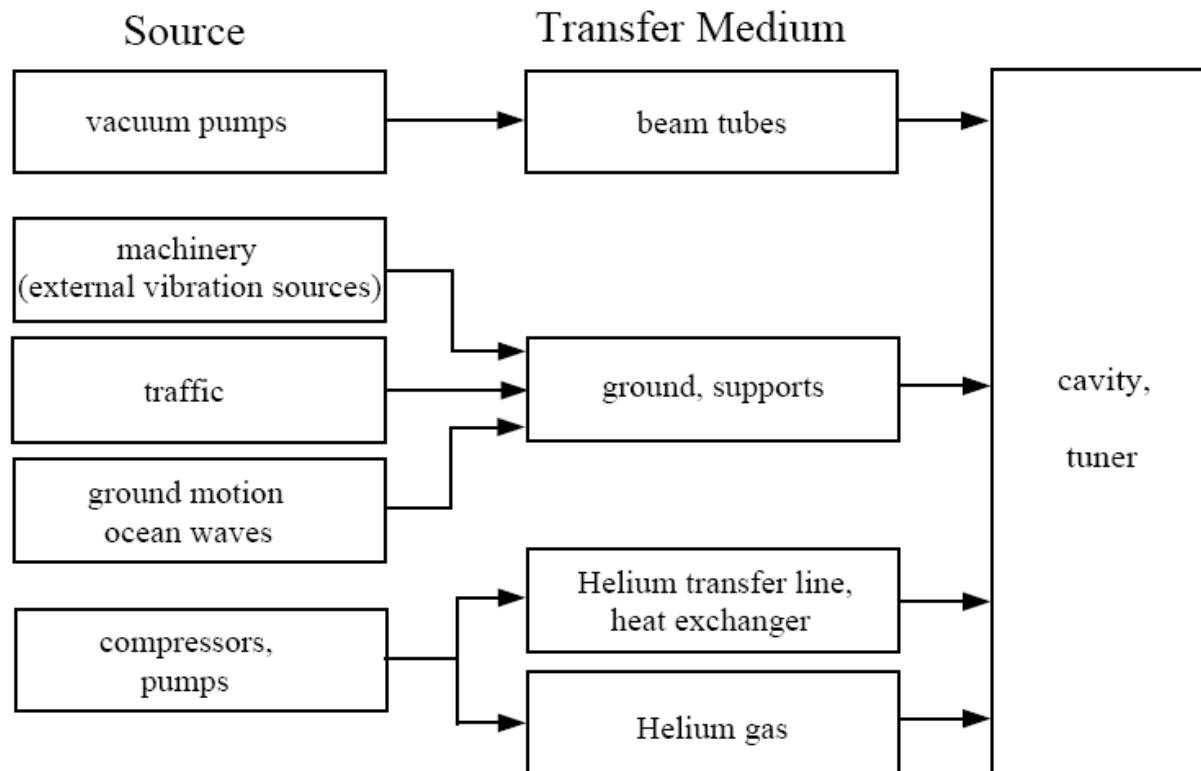 Source
Transfer Medium
vacuum pumps
beam tubes
machinery
(external vibration sources)
traffic
ground, supports
cavity,
tuner
ground motion
ocean waves
Helium transfer line,
heat exchanger
compressors,
pumps
Helium gas